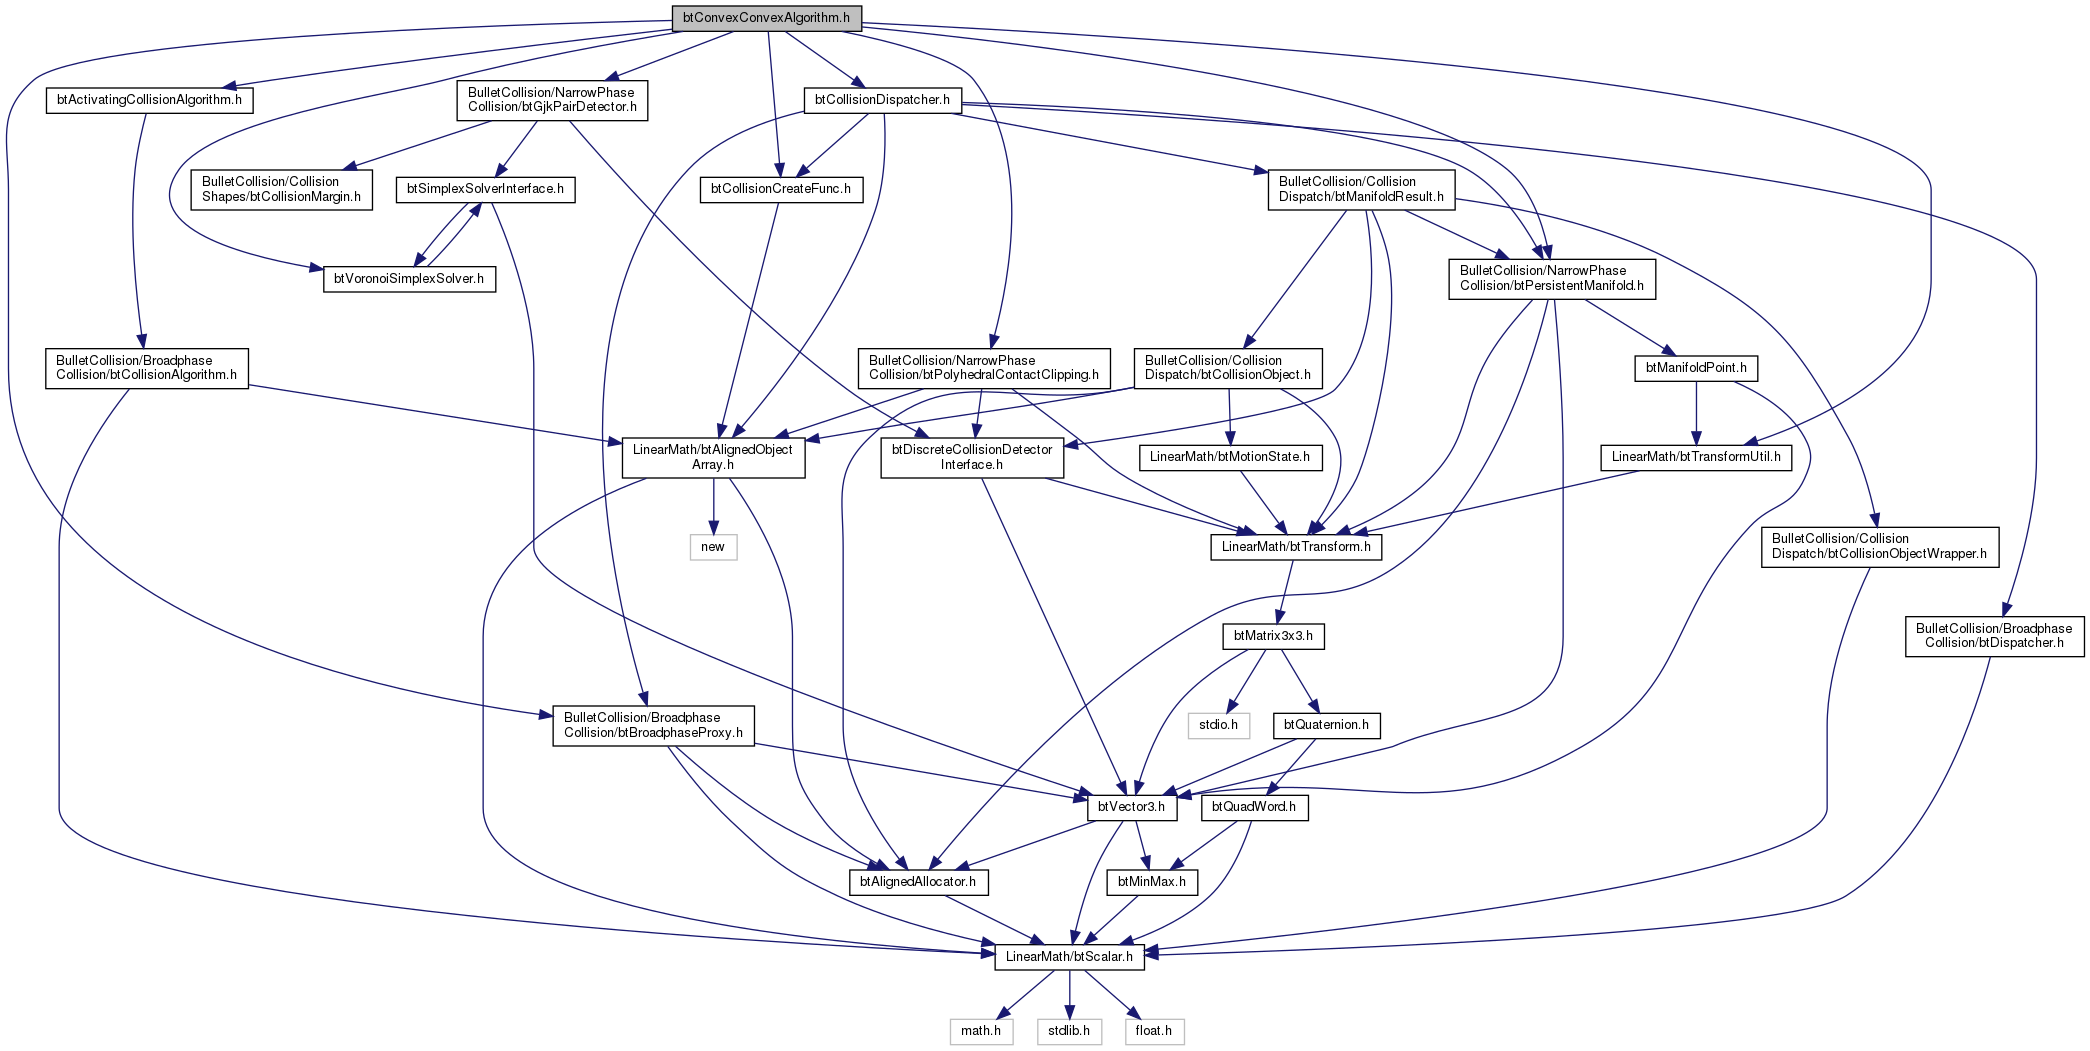 btConvexConvexAlgorithm.h
btActivatingCollisionAlgorithm.h
BulletCollision/NarrowPhase
Collision/btGjkPairDetector.h
btCollisionDispatcher.h
BulletCollision/Collision
Shapes/btCollisionMargin.h
btSimplexSolverInterface.h
btCollisionCreateFunc.h
BulletCollision/Collision
Dispatch/btManifoldResult.h
btVoronoiSimplexSolver.h
BulletCollision/NarrowPhase
Collision/btPersistentManifold.h
BulletCollision/Broadphase
Collision/btCollisionAlgorithm.h
BulletCollision/NarrowPhase
Collision/btPolyhedralContactClipping.h
BulletCollision/Collision
Dispatch/btCollisionObject.h
btManifoldPoint.h
LinearMath/btAlignedObject
Array.h
btDiscreteCollisionDetector
Interface.h
LinearMath/btMotionState.h
LinearMath/btTransformUtil.h
new
LinearMath/btTransform.h
BulletCollision/Collision
Dispatch/btCollisionObjectWrapper.h
btMatrix3x3.h
BulletCollision/Broadphase
Collision/btDispatcher.h
BulletCollision/Broadphase
Collision/btBroadphaseProxy.h
stdio.h
btQuaternion.h
btVector3.h
btQuadWord.h
btAlignedAllocator.h
btMinMax.h
LinearMath/btScalar.h
math.h
stdlib.h
float.h